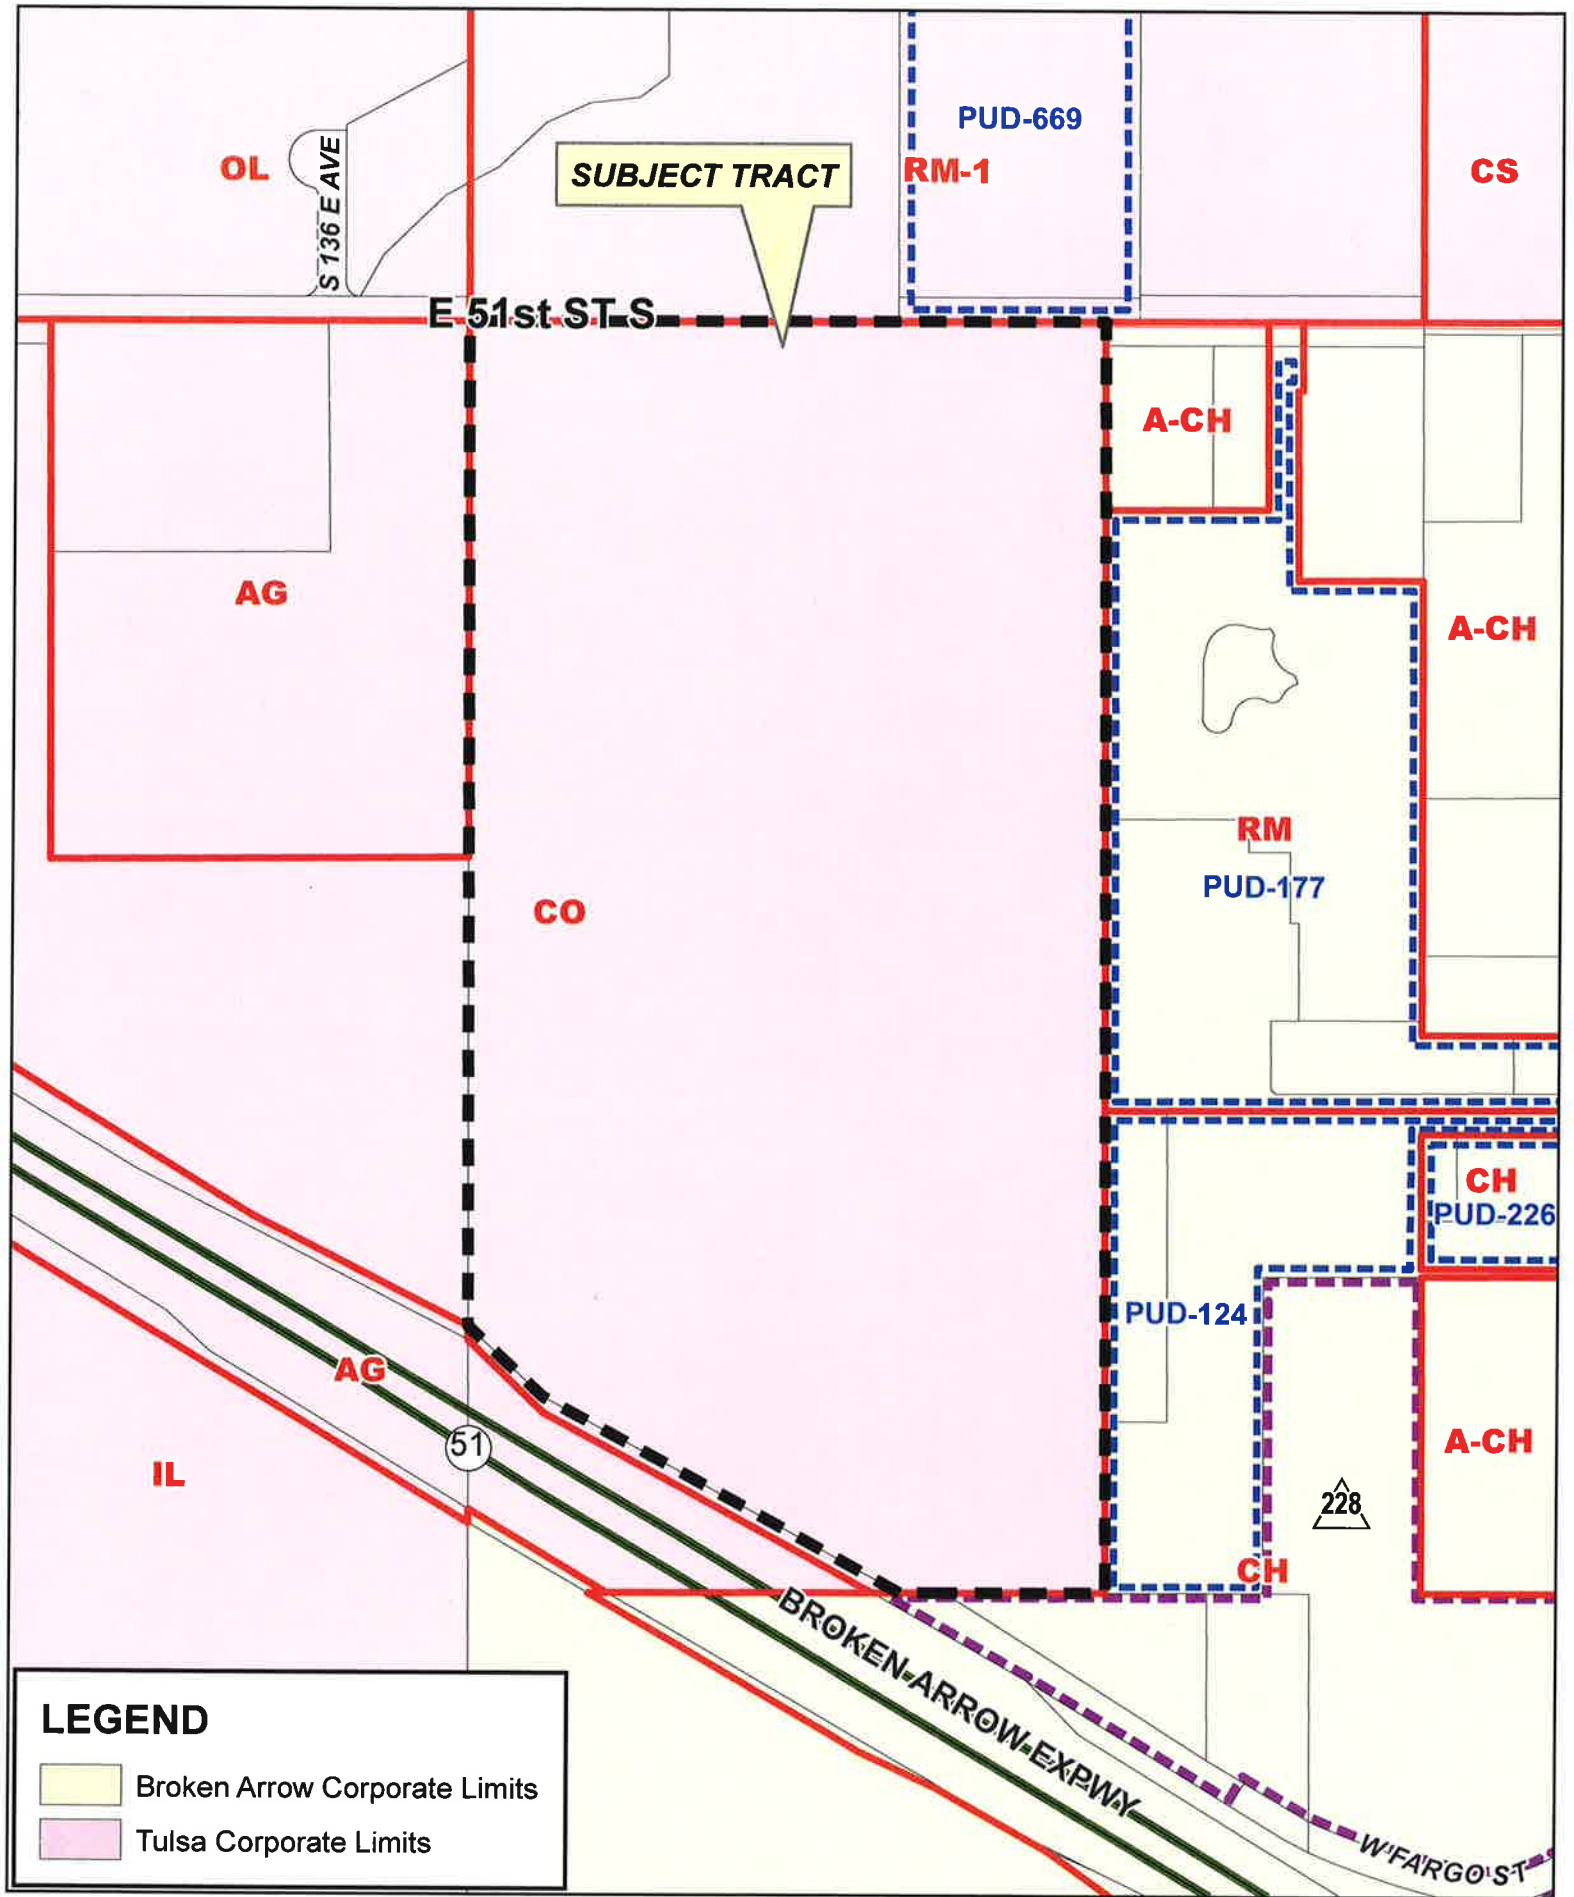 PUD-669
OL
S 136 E AVE
SUBJECT TRACT
RM-1
CS
E 51st ST S
A-CH
AG
A-CH
RM
PUD-177
CO
CH
PUD-226
PUD-124
AG
51
A-CH
IL
228
CH
BROKEN ARROW EXPWY
W FARGO ST
LEGEND
Broken Arrow Corporate Limits
Tulsa Corporate Limits